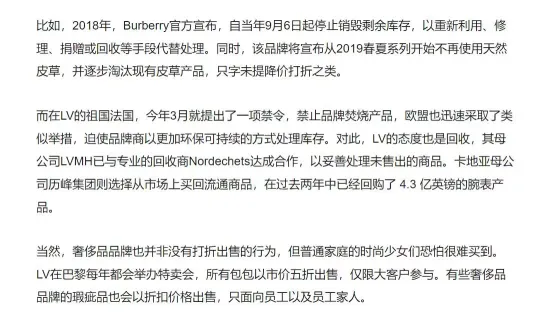 比如，2018年，Burberry官方宣布，自当年9月6日起停止销毁剩余库存，以重新利用、修
理、捐赠或回收等手段代替处理。同时，该品牌将宣布从2019春夏系列开始不再使用天然
皮草，并逐步淘汰现有皮草产品，只字未提降价打折之类。
而在LV的祖国法国，今年3月就提出了一项禁令，禁止品牌焚烧产品，欧盟也迅速采取了类
似举措，迫使品牌商以更加环保可持续的方式处理库存。对此，LV的态度也是回收，其母
公司LVMH已与专业的回收商Nordechets达成合作，以妥善处理未售出的商品。卡地亚母公
司历峰集团则选择从市场上买回流通商品，在过去两年中已经回购了 4.3 亿英镑的腕表产
品。
当然，奢侈品品牌也并非没有打折出售的行为，但普通家庭的时尚少女们恐怕很难买到。
LV在巴黎每年都会举办特卖会，所有包包以市价五折出售，仅限大客户参与。有些奢侈品
品牌的瑕疵品也会以折扣价格出售，只面向员工以及员工家人。